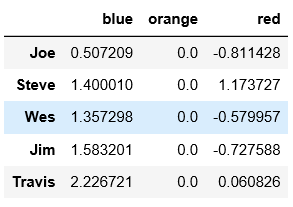 blue orange red
Joe 0.507209 0.0 -0.811428
Steve 1.400010 0.0 1.173727
Wes 1.357298 0.0 -0.579957
Jim 1.583201 0.0 -0.727588
Travis 2.226721 0.0 0.060826